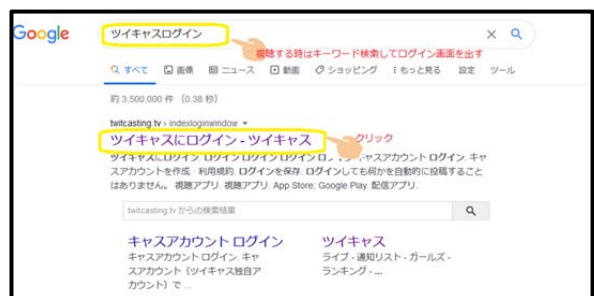 Google
ツイキャスログイン
視聴する時はキーワード検索してログイン画面を出す
すべて 画像 ニュース 動画 ショッピング もっと見る 設定 ツール
約 3,500,000 件 (0.38 秒)
twitcasting.tv › indexloginwindow
ツイキャスにログイン - ツイキャス
クリック
ツイキャスにログイン ログイン ログイン ログイン ロ キャスアカウント ログイン. キャ
スアカウントを作成 · 利用規約. ログインを保存. ログインしても何かを自動的に投稿すること
はありません。 視聴アプリ. 視聴アプリ. App Store; Google Play. 配信アプリ.
twitcasting.tv からの検索結果
キャスアカウント ログイン
キャスアカウント ログイン. キャ
スアカウント（ツイキャス独自ア
カウント）で ...
ツイキャス
ライブ - 通知リスト - ガールズ -
ランキング - ...